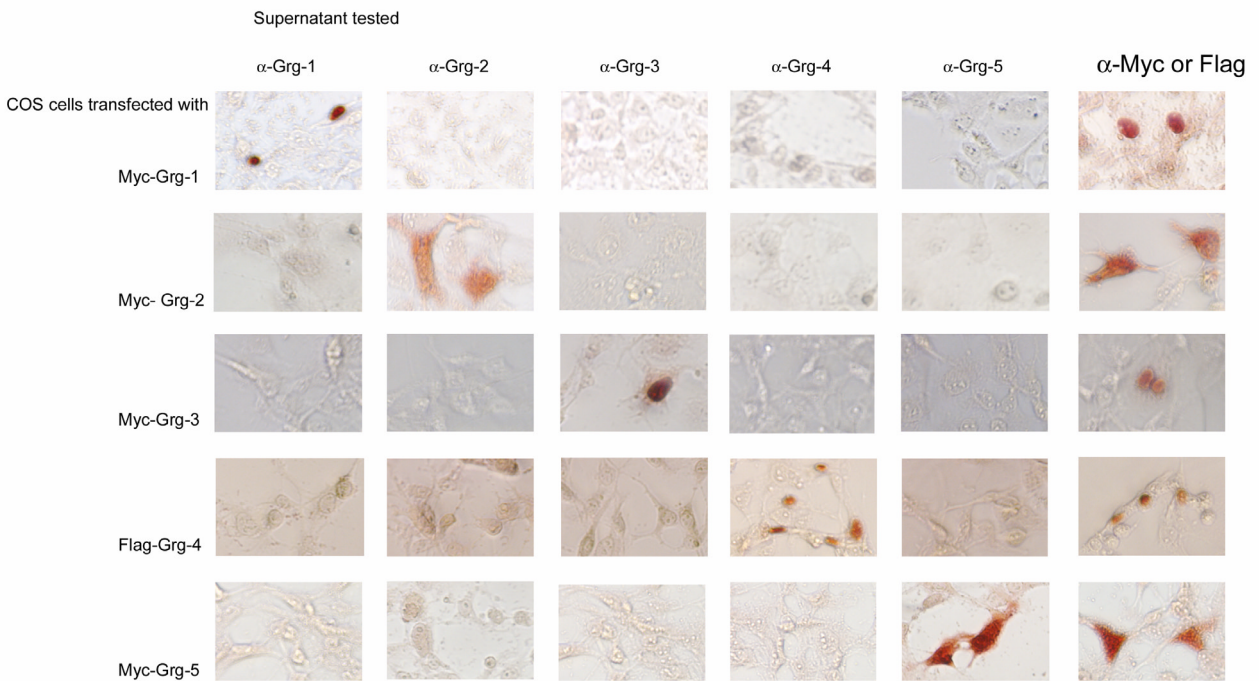 Supernatant tested
α-Grg-1 α-Grg-2 α-Grg-3 α-Grg-4 α-Grg-5 α-Myc or Flag
COS cells transfected with
Myc-Grg-1
Myc- Grg-2
Myc-Grg-3
Flag-Grg-4
Myc-Grg-5